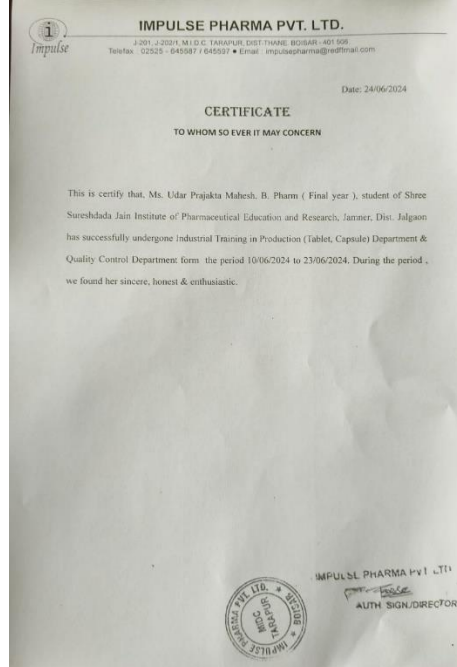 i
Impulse
IMPULSE PHARMA PVT. LTD.
J-201, J-202/1, M.I.D.C. TARAPUR, DIST-THANE, BOISAR - 401 506
Telefax : 02525 - 645587 / 645597 ● Email : impulsepharma@rediffmail.com
Date: 24/06/2024
CERTIFICATE
TO WHOM SO EVER IT MAY CONCERN
This is certify that, Ms. Udar Prajakta Mahesh. B. Pharm ( Final year ), student of Shree
Sureshdada Jain Institute of Pharmaceutical Education and Research, Jamner, Dist. Jalgaon
has successfully undergone Industrial Training in Production (Tablet, Capsule) Department &
Quality Control Department form the period 10/06/2024 to 23/06/2024. During the period ,
we found her sincere, honest & enthusiastic.
IMPULSE PHARMA PVT LTD
AUTH SIGN./DIRECTOR
IMPULSE PHARMA PVT. LTD. ★ BOISAR ★
MIDC
TARAPUR